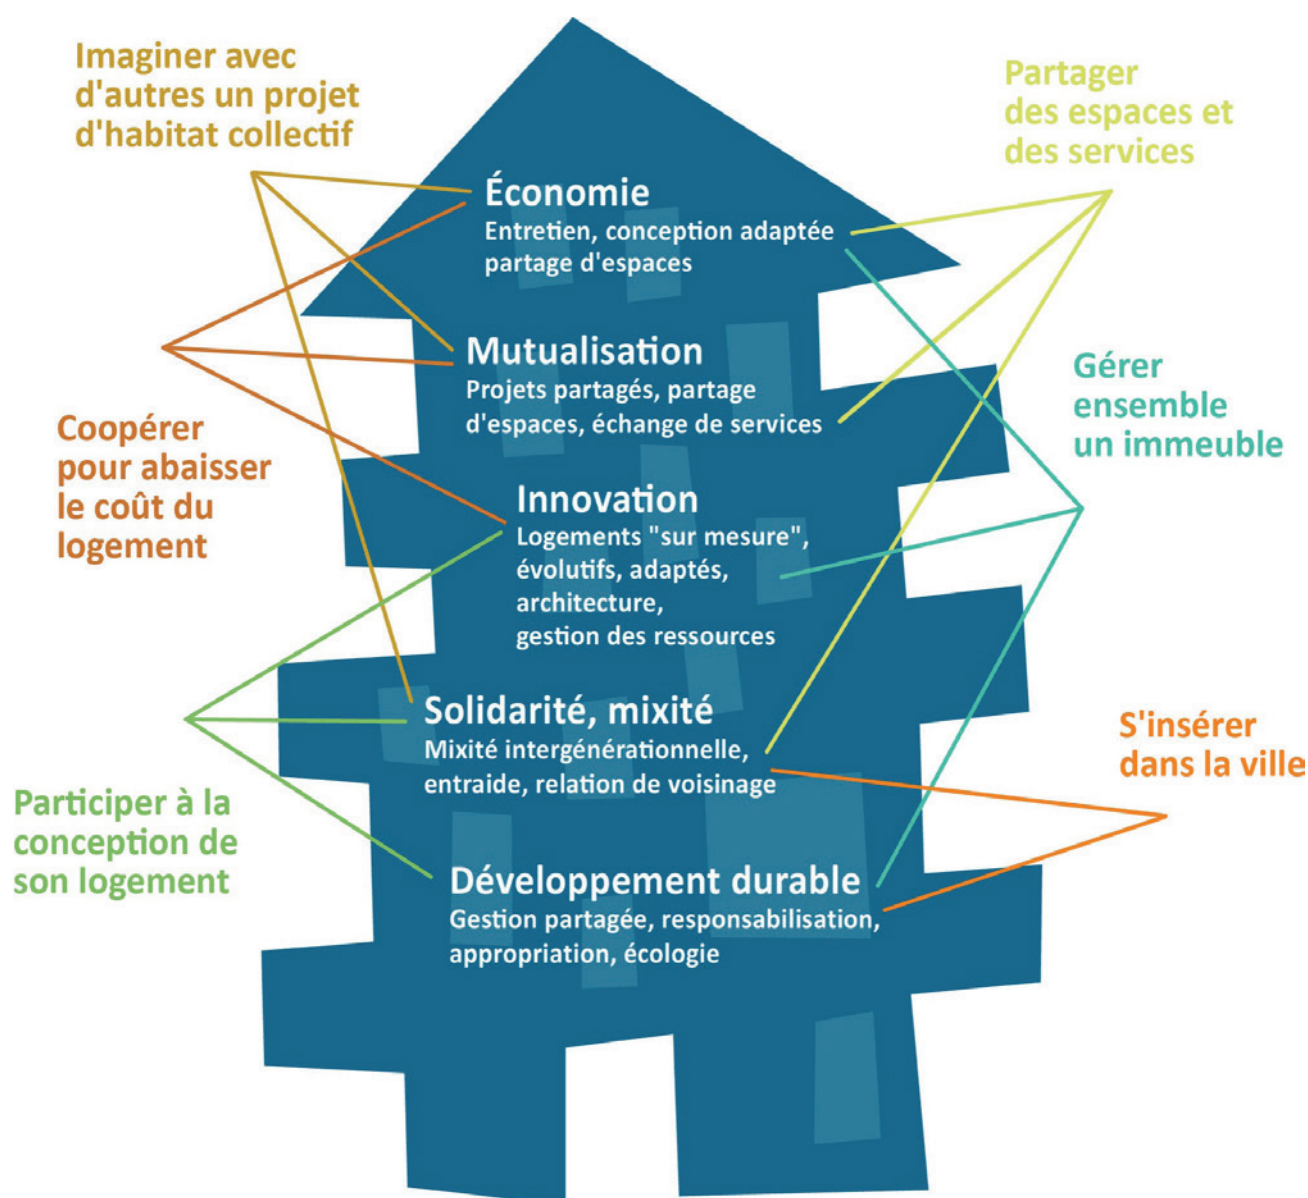 Imaginer avec
d'autres un projet
d'habitat collectif
Partager
des espaces et
des services
Économie
Entretien, conception adaptée
partage d'espaces
Mutualisation
Projets partagés, partage
d'espaces, échange de services
Gérer
ensemble
un immeuble
Coopérer
pour abaisser
le coût du
logement
Innovation
Logements "sur mesure",
évolutifs, adaptés,
architecture,
gestion des ressources
Solidarité, mixité
Mixité intergénérationnelle,
entraide, relation de voisinage
S'insérer
dans la ville
Participer à la
conception de
son logement
Développement durable
Gestion partagée, responsabilisation,
appropriation, écologie